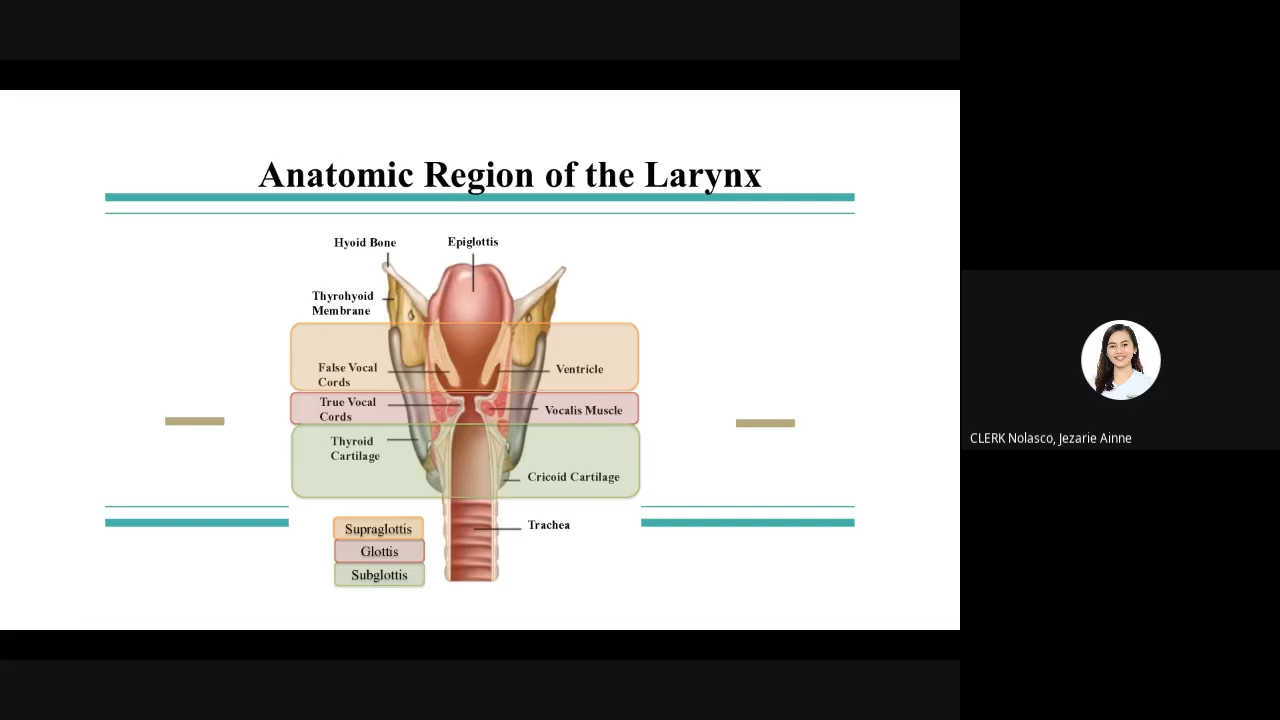 Anatomic Region of the Larynx
Hyoid Bone
Epiglottis
Thyrohyoid
Membrane
False Vocal
Cords
Ventricle
True Vocal
Cords
Vocalis Muscle
Thyroid
Cartilage
Cricoid Cartilage
Trachea
Supraglottis
Glottis
Subglottis
CLERK Nolasco, Jezarie Ainne